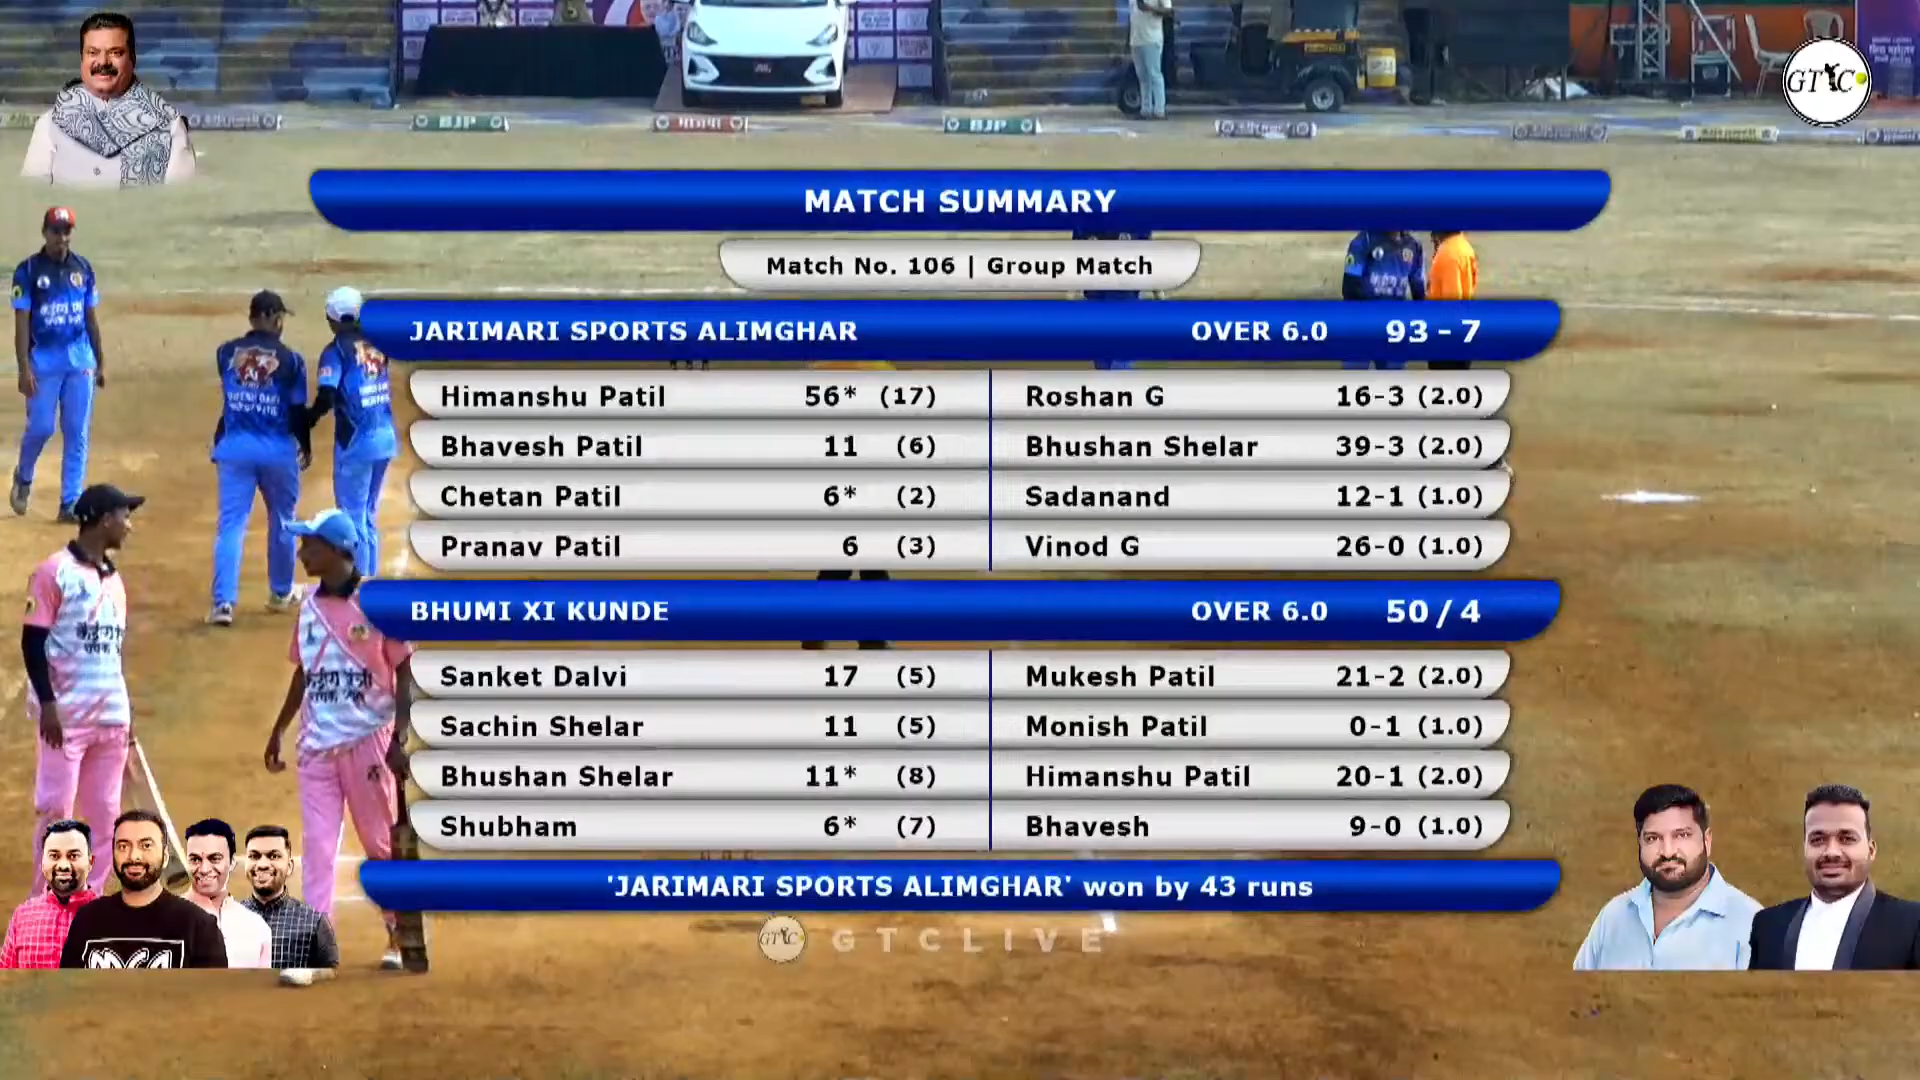 BJP
भाजपा
BJP
GTC
MATCH SUMMARY
Match No. 106 | Group Match
JARIMARI SPORTS ALIMGHAR OVER 6.0 93 - 7
Himanshu Patil 56* (17) Roshan G 16-3 (2.0)
Bhavesh Patil 11 (6) Bhushan Shelar 39-3 (2.0)
Chetan Patil 6* (2) Sadanand 12-1 (1.0)
Pranav Patil 6 (3) Vinod G 26-0 (1.0)
BHUMI XI KUNDE OVER 6.0 50 / 4
Sanket Dalvi 17 (5) Mukesh Patil 21-2 (2.0)
Sachin Shelar 11 (5) Monish Patil 0-1 (1.0)
Bhushan Shelar 11* (8) Himanshu Patil 20-1 (2.0)
Shubham 6* (7) Bhavesh 9-0 (1.0)
'JARIMARI SPORTS ALIMGHAR' won by 43 runs
GTC GTCLIVE